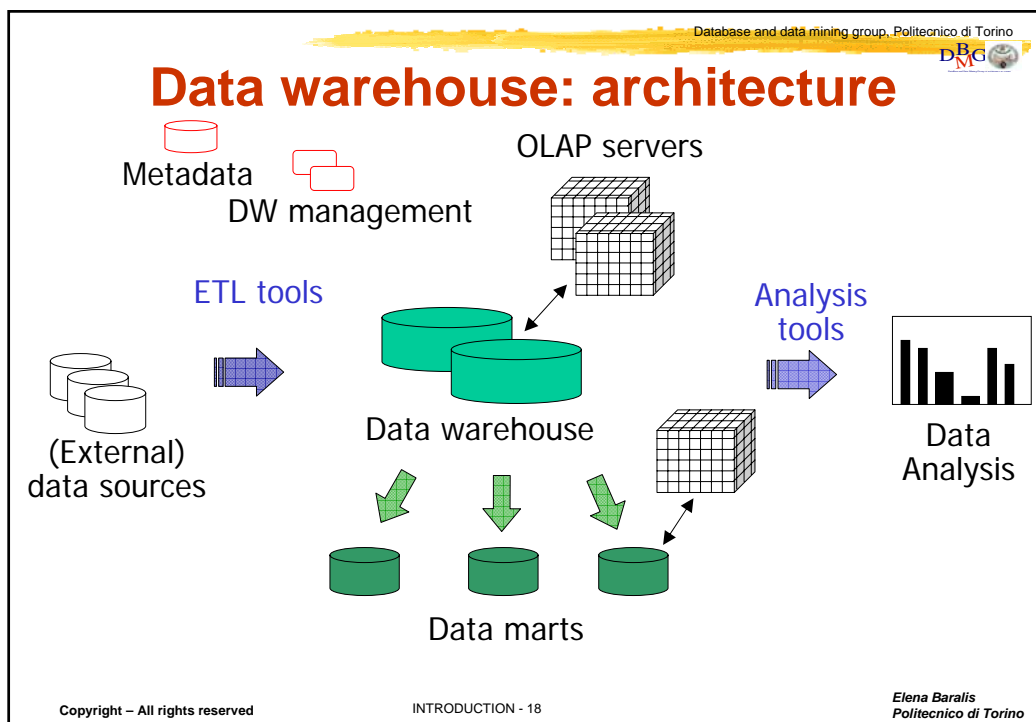 Database and data mining group, Politecnico di Torino
DBMG
Data warehouse: architecture
Metadata
DW management
OLAP servers
ETL tools
Analysis
tools
(External)
data sources
Data warehouse
Data
Analysis
Data marts
Copyright – All rights reserved
INTRODUCTION - 18
Elena Baralis
Politecnico di Torino